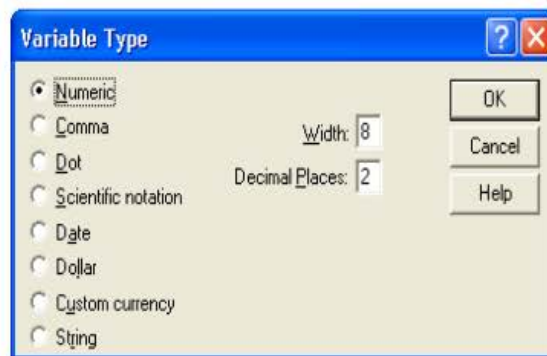 Variable Type
Numeric
Comma
Dot
Scientific notation
Date
Dollar
Custom currency
String
Width: 8
Decimal Places: 2
OK
Cancel
Help